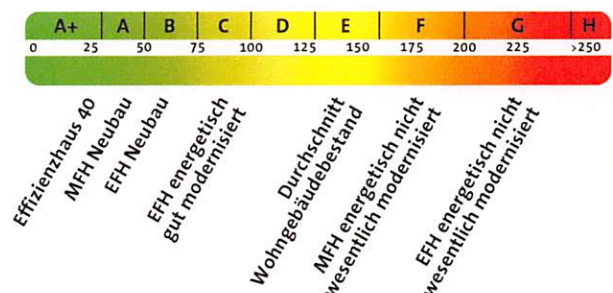 A+ A B C D E F G H
0 25 50 75 100 125 150 175 200 225 >250
Effizienzhaus 40
MFH Neubau
EFH Neubau
EFH energetisch
gut modernisiert
Durchschnitt
Wohngebäudebestand
MFH energetisch nicht
wesentlich modernisiert
EFH energetisch nicht
wesentlich modernisiert